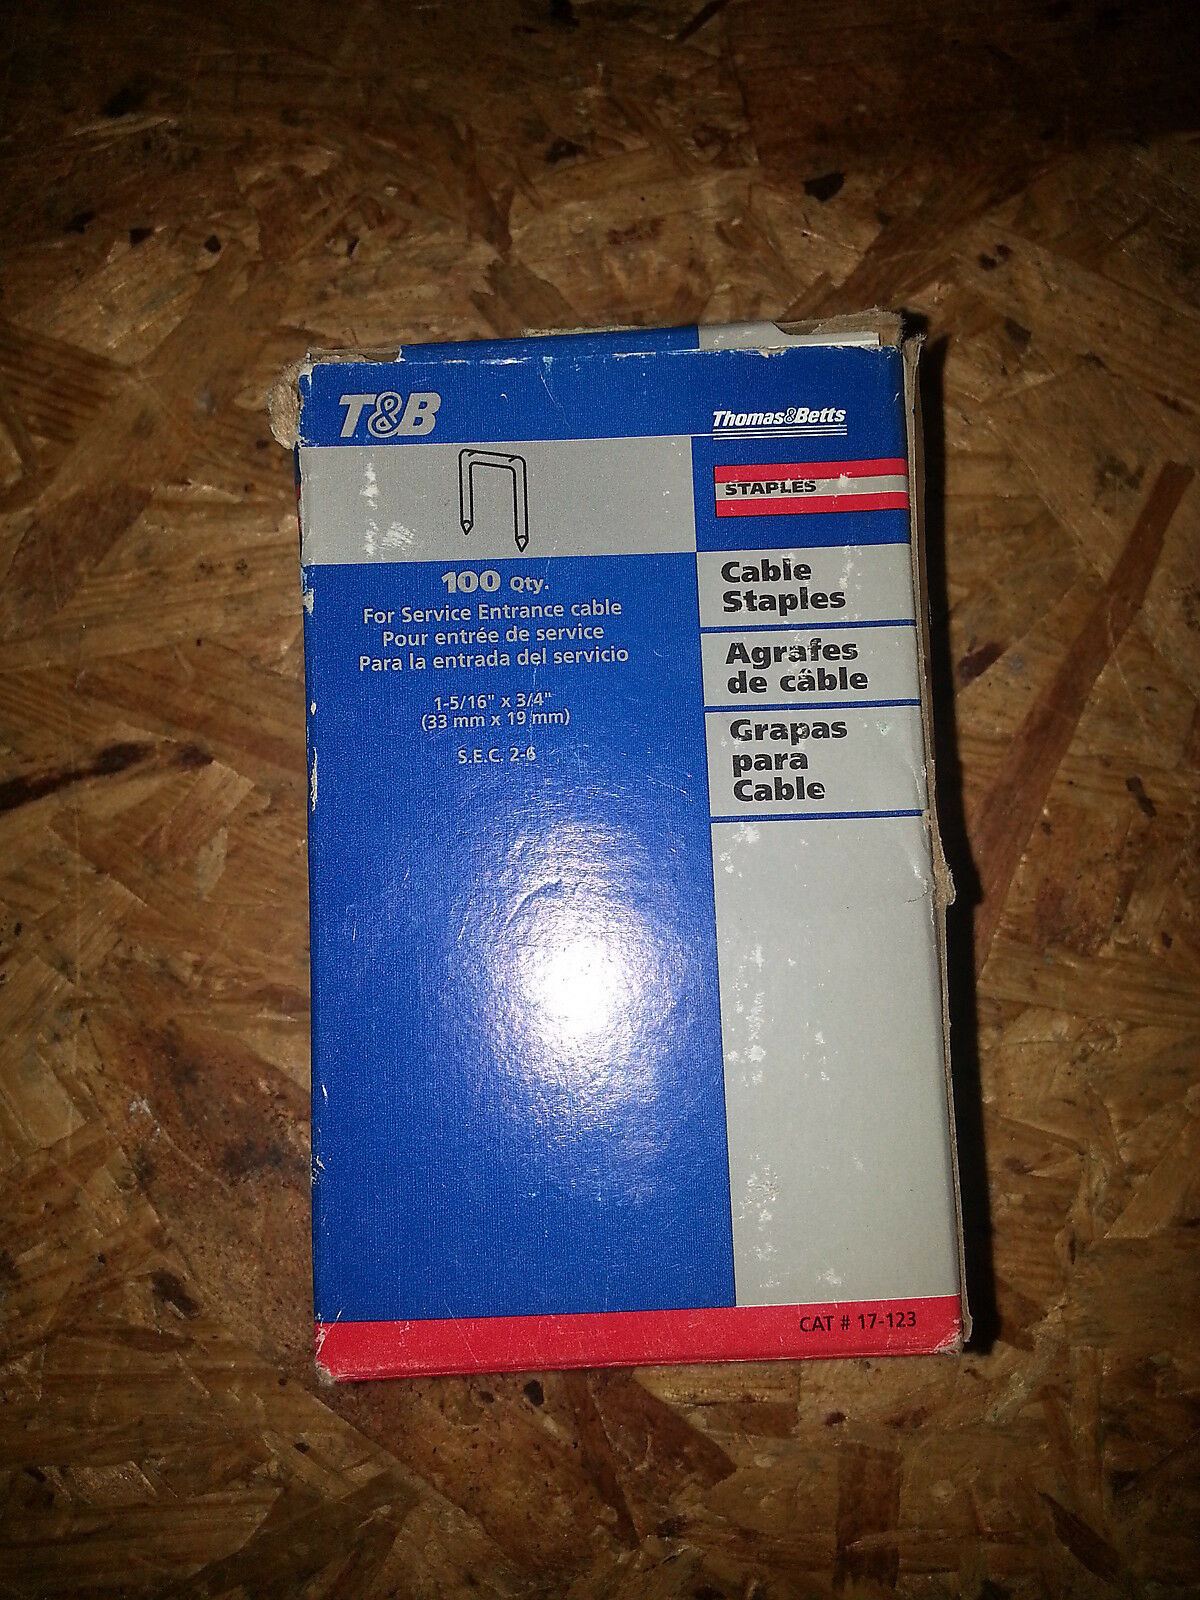 T&B
Thomas&Betts
STAPLES
100 Qty.
For Service Entrance cable
Pour entrée de service
Para la entrada del servicio
1-5/16" x 3/4"
(33 mm x 19 mm)
S.E.C. 2-6
Cable
Staples
Agrafes
de câble
Grapas
para
Cable
CAT # 17-123